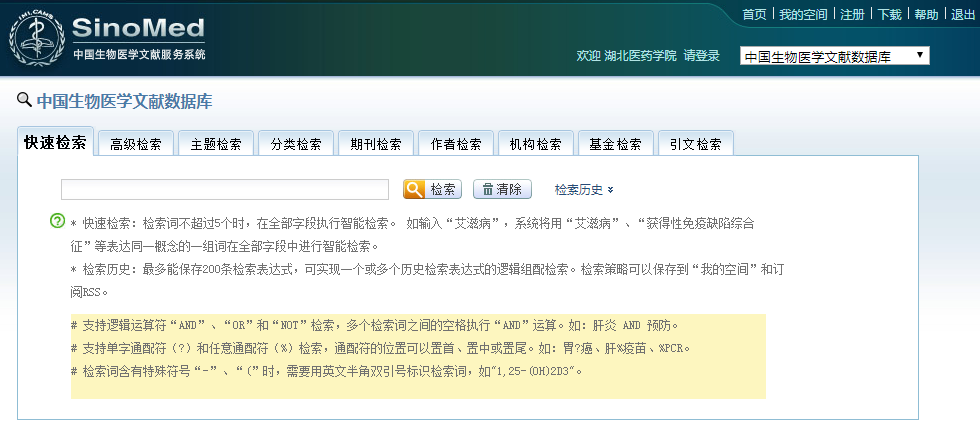 首页 | 我的空间 | 注册 | 下载 | 帮助 | 退出
SinoMed
中国生物医学文献服务系统
欢迎 湖北医药学院 请登录 中国生物医学文献数据库
中国生物医学文献数据库
快速检索 高级检索 主题检索 分类检索 期刊检索 作者检索 机构检索 基金检索 引文检索
检索 清除 检索历史
* 快速检索：检索词不超过5个时，在全部字段执行智能检索。 如输入“艾滋病”，系统将用“艾滋病”、“获得性免疫缺陷综合
征”等表达同一概念的一组词在全部字段中进行智能检索。
* 检索历史：最多能保存200条检索表达式，可实现一个或多个历史检索表达式的逻辑组配检索。检索策略可以保存到“我的空间”和订
阅RSS。
# 支持逻辑运算符“AND”、“OR”和“NOT”检索，多个检索词之间的空格执行“AND”运算。如：肝炎 AND 预防。
# 支持单字通配符（?）和任意通配符（%）检索，通配符的位置可以置首、置中或置尾。如：胃?癌、肝%疫苗、%PCR。
# 检索词含有特殊符号“-”、“(”时，需要用英文半角双引号标识检索词，如"1,25-(OH)2D3"。